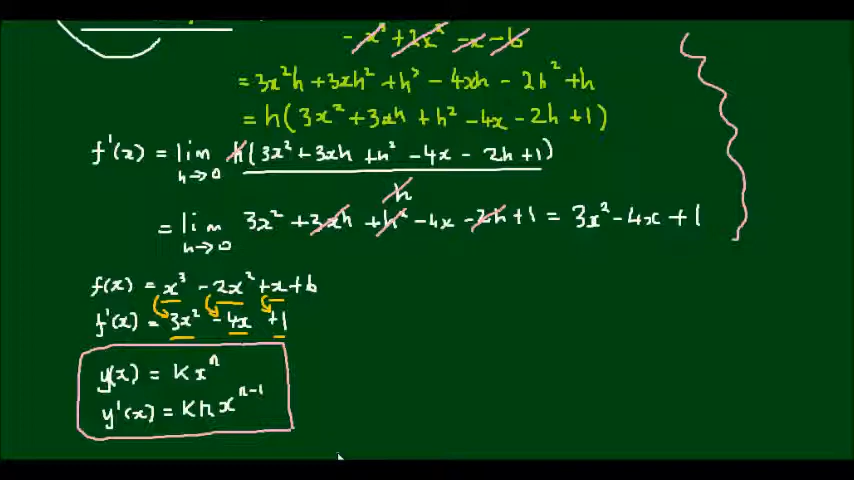 - x³ + 2x² - x - 6
= 3x²h + 3xh² + h³ - 4xh - 2h² + h
= h(3x² + 3xh + h² - 4x - 2h + 1)
f'(x) = lim h→0 h(3x² + 3xh + h² - 4x - 2h + 1) / h
= lim h→0 3x² + 3xh + h² - 4x - 2h + 1 = 3x² - 4x + 1
f(x) = x³ - 2x² + x + 6
f'(x) = 3x² - 4x + 1
y(x) = Kxⁿ
y'(x) = Knxⁿ⁻¹